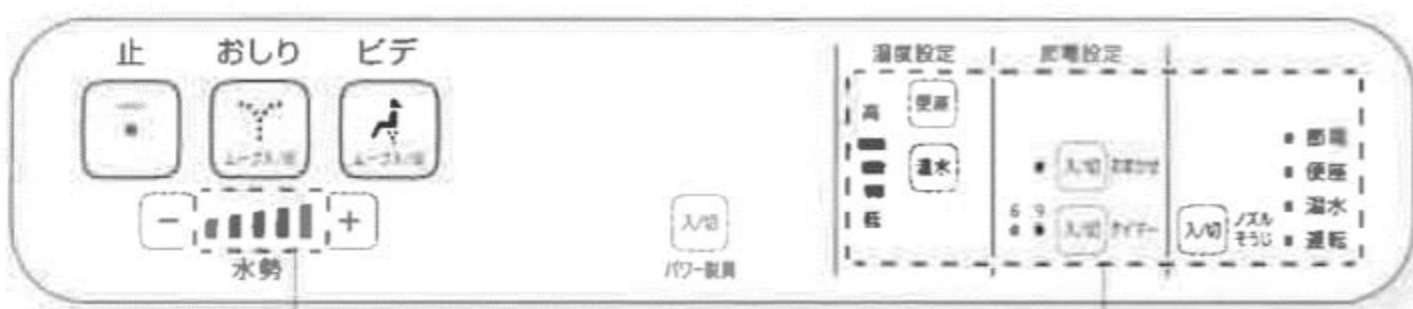 止 おしり ビデ
ムーブ入/切 ムーブ入/切
− +
水勢
入/切
パワー脱臭
温度設定
高
低
便座
温水
節電設定
入/切 おまかせ
6 9
入/切 タイマー
入/切 ノズル
そうじ
節電
便座
温水
運転